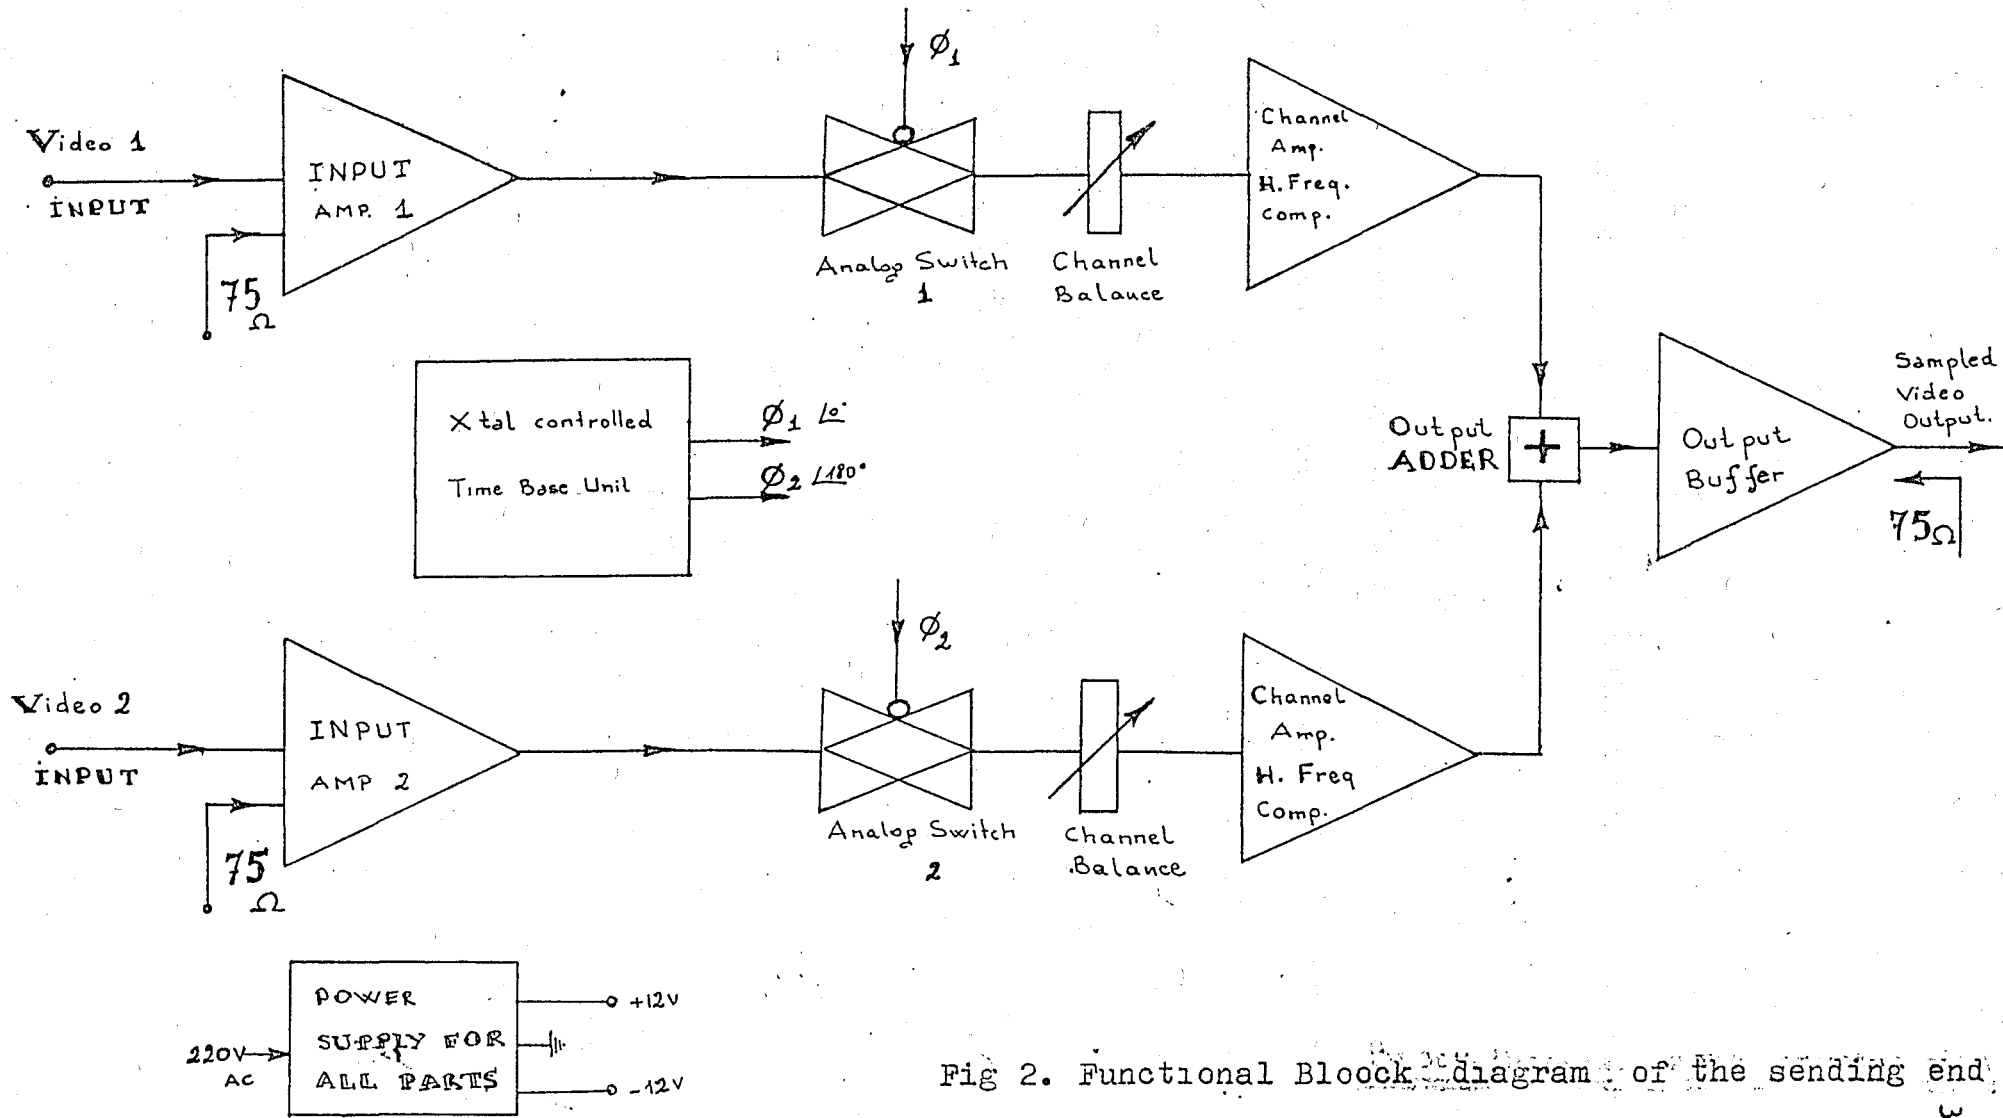 Ø1
Video 1
INPUT
INPUT
AMP. 1
75
Ω
Analog Switch
1
Channel
Balance
Channel
Amp.
H. Freq.
Comp.
Xtal controlled
Time Base Unit
Ø1 /0°
Ø2 /180°
Output
ADDER
+
Output
Buffer
Sampled
Video
Output.
75Ω
Ø2
Video 2
INPUT
INPUT
AMP 2
75
Ω
Analog Switch
2
Channel
Balance
Channel
Amp.
H. Freq
Comp.
220V
AC
POWER
SUPPLY FOR
ALL PARTS
+12V
-12V
Fig 2. Functional Bloock diagram of the sending end
3